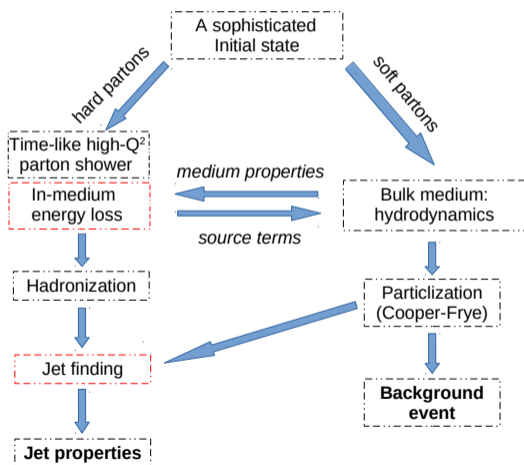 A sophisticated
Initial state
hard partons
soft partons
Time-like high-Q²
parton shower
In-medium
energy loss
medium properties
source terms
Bulk medium:
hydrodynamics
Hadronization
Particlization
(Cooper-Frye)
Jet finding
Background
event
Jet properties